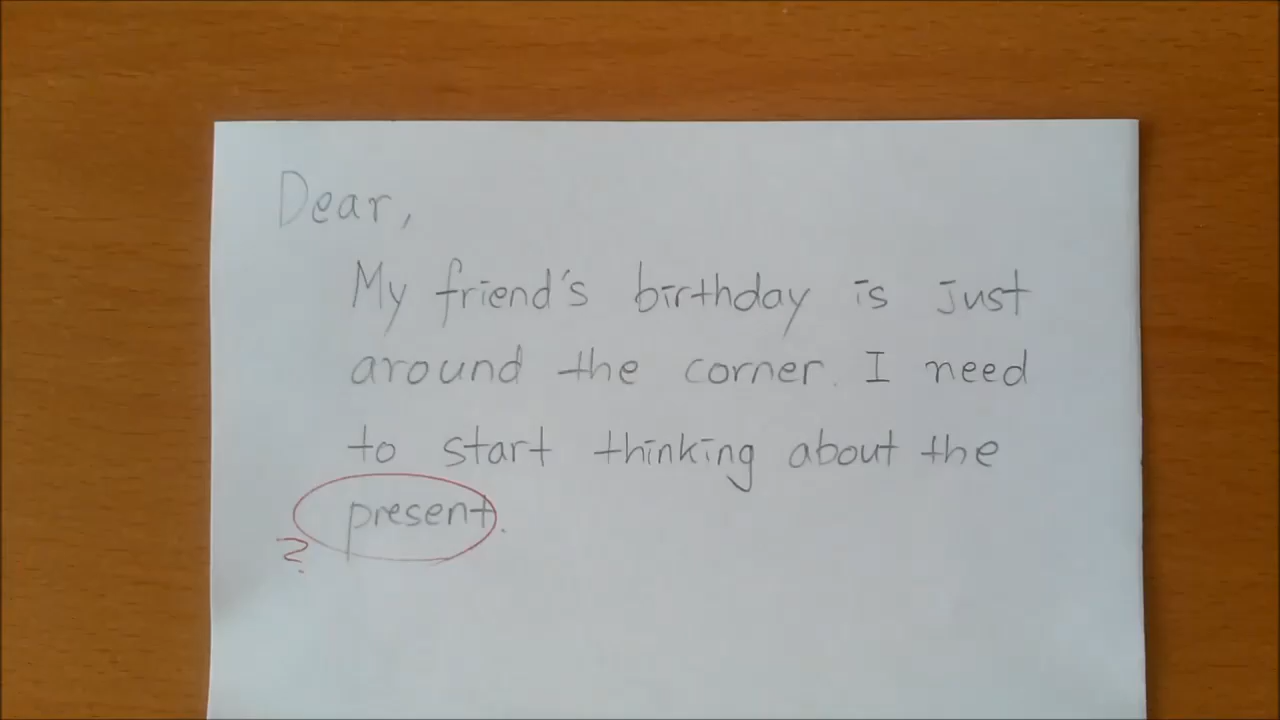 Dear,
My friend's birthday is just
around the corner. I need
to start thinking about the
present.
?